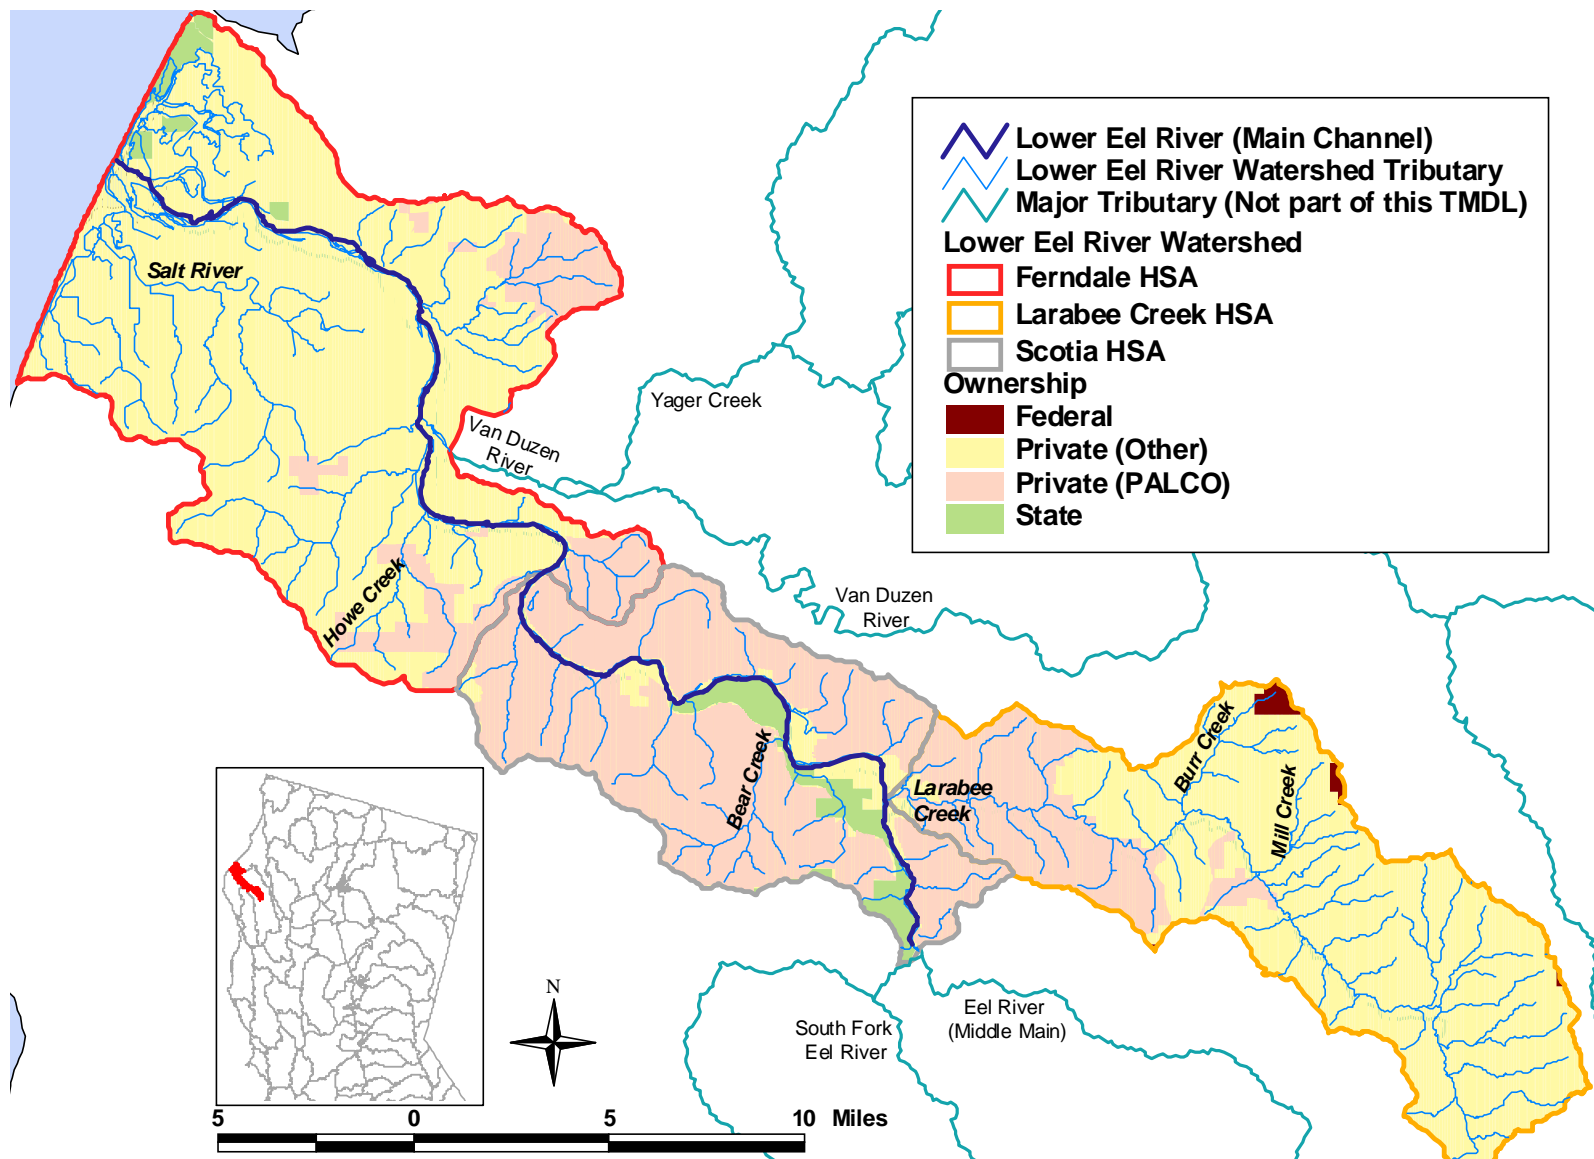 Lower Eel River (Main Channel)
Lower Eel River Watershed Tributary
Major Tributary (Not part of this TMDL)
Lower Eel River Watershed
Ferndale HSA
Larabee Creek HSA
Scotia HSA
Ownership
Federal
Private (Other)
Private (PALCO)
State
Salt River
Yager Creek
Van Duzen
River
Howe Creek
Van Duzen
River
Bear Creek
Larabee
Creek
Burr Creek
Mill Creek
Eel River
(Middle Main)
South Fork
Eel River
N
5 0 5 10 Miles